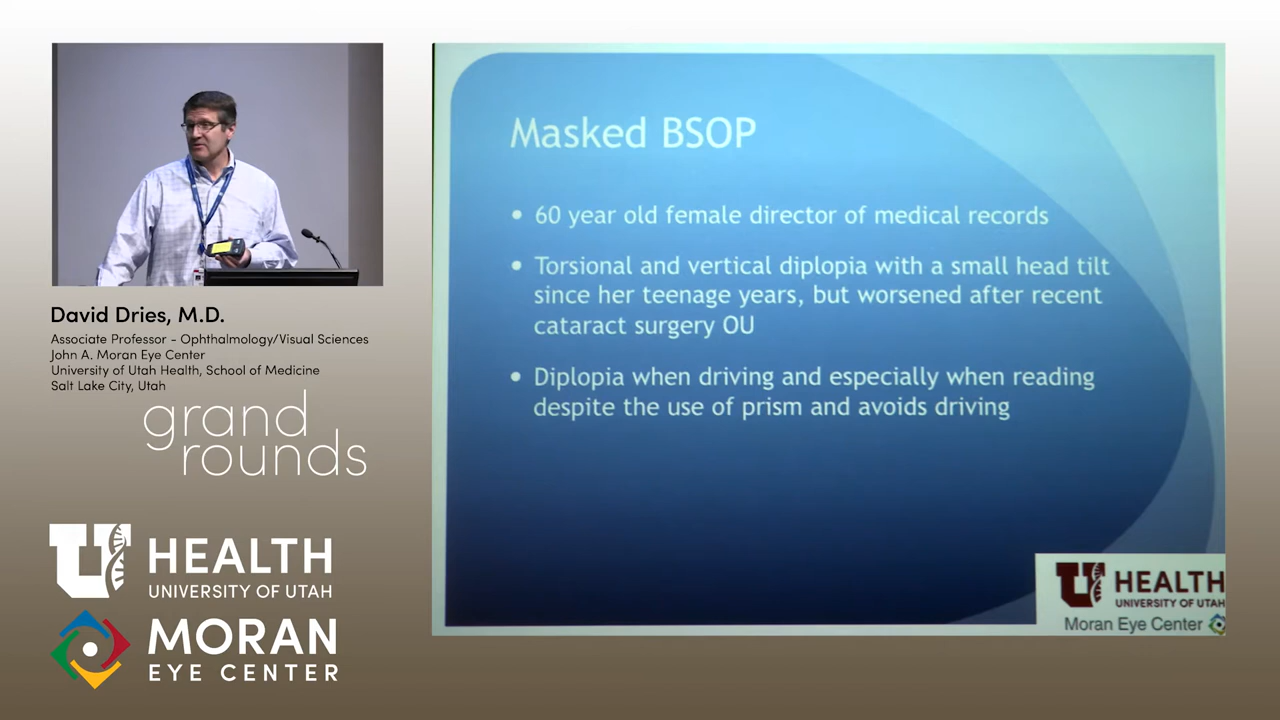 David Dries, M.D.
Associate Professor - Ophthalmology/Visual Sciences
John A. Moran Eye Center
University of Utah Health, School of Medicine
Salt Lake City, Utah
grand
rounds
U HEALTH
UNIVERSITY OF UTAH
MORAN
EYE CENTER
Masked BSOP
• 60 year old female director of medical records
• Torsional and vertical diplopia with a small head tilt
since her teenage years, but worsened after recent
cataract surgery OU
• Diplopia when driving and especially when reading
despite the use of prism and avoids driving
U HEALTH
UNIVERSITY OF UTAH
Moran Eye Center